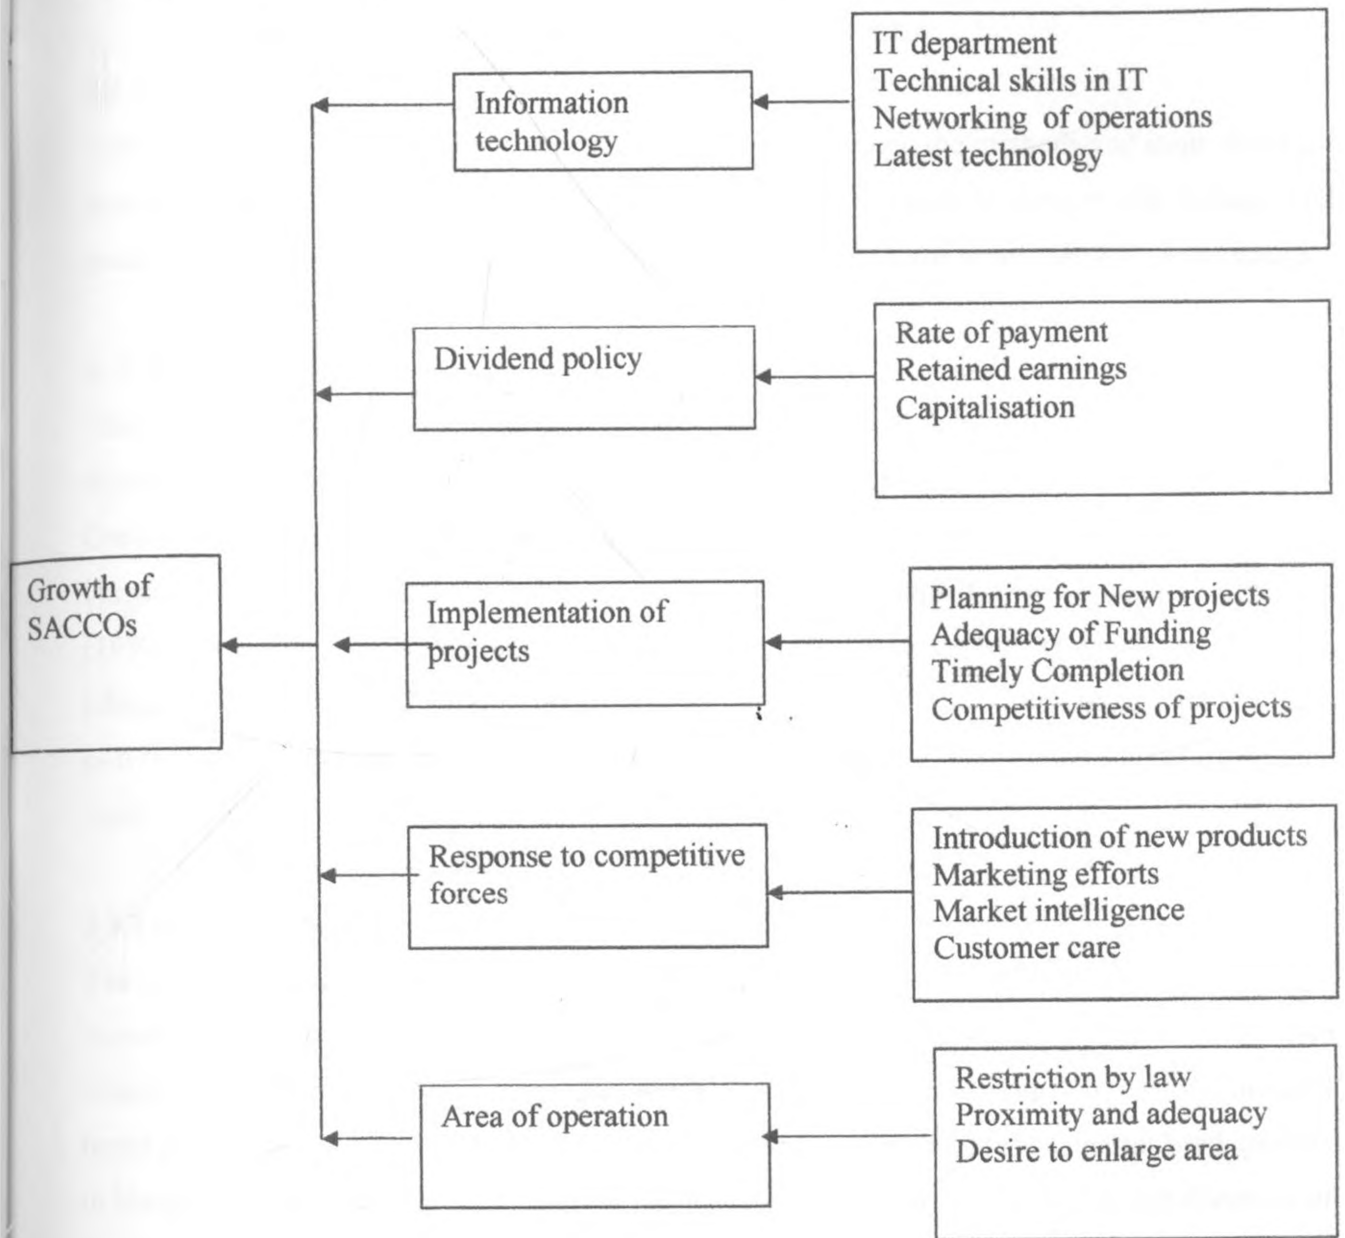 IT department
Technical skills in IT
Networking of operations
Latest technology
Information
technology
Rate of payment
Retained earnings
Capitalisation
Dividend policy
Growth of
SACCOs
Implementation of
projects
Planning for New projects
Adequacy of Funding
Timely Completion
Competitiveness of projects
Response to competitive
forces
Introduction of new products
Marketing efforts
Market intelligence
Customer care
Area of operation
Restriction by law
Proximity and adequacy
Desire to enlarge area